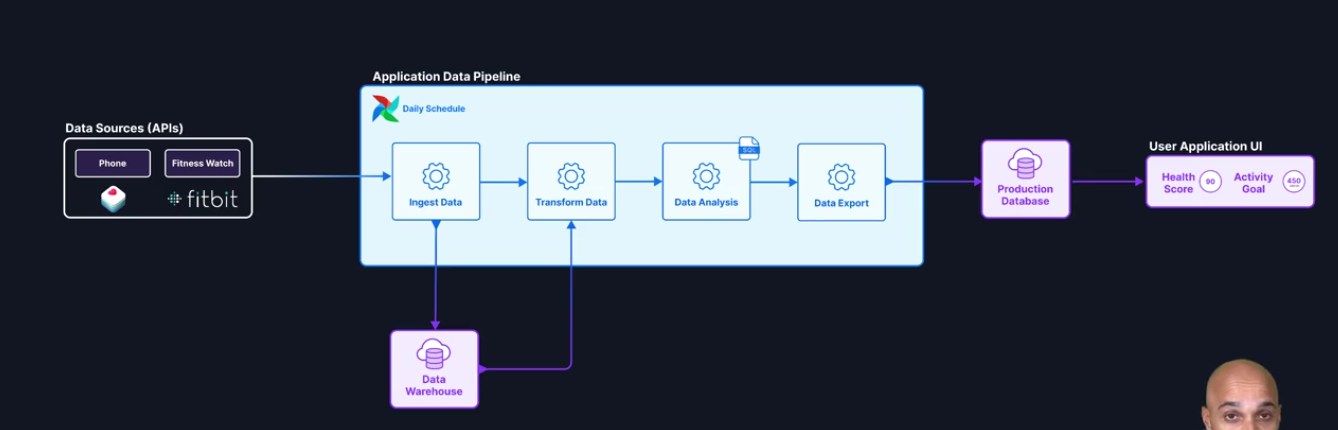 Application Data Pipeline
Daily Schedule
Data Sources (APIs)
Phone
Fitness Watch
fitbit
Ingest Data
Transform Data
SQL
Data Analysis
Data Export
Production
Database
User Application UI
Health
Score
90
Activity
Goal
450
Data
Warehouse